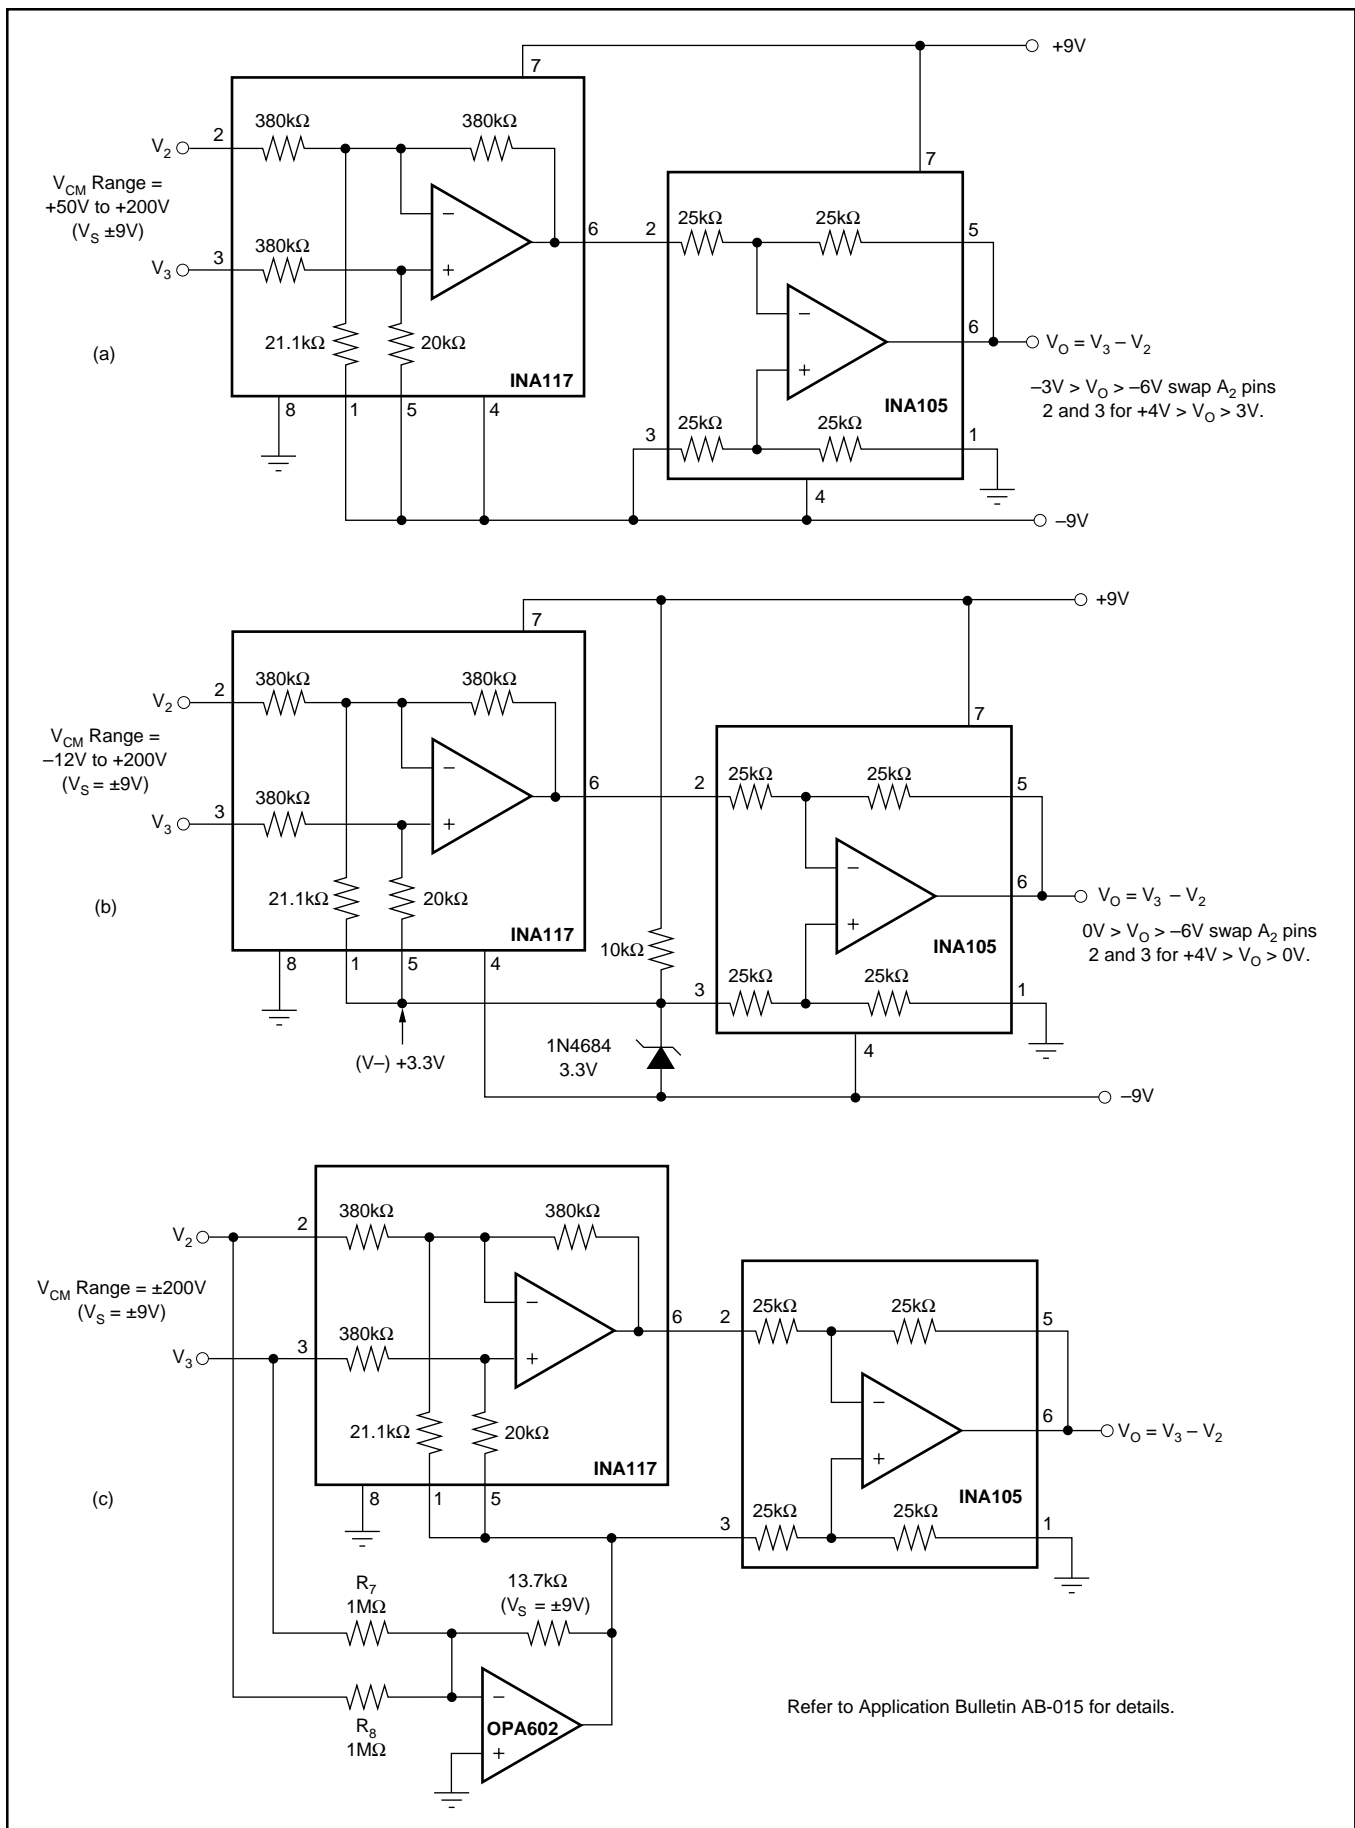 +9V
7
V2
2
380kΩ
380kΩ
VCM Range =
+50V to +200V
(VS ±9V)
−
+
6
V3
3
380kΩ
21.1kΩ
20kΩ
INA117
8
1
5
4
(a)
7
2
25kΩ
25kΩ
5
−
+
6
VO = V3 – V2
–3V > VO > –6V swap A2 pins
2 and 3 for +4V > VO > 3V.
INA105
3
25kΩ
25kΩ
1
4
–9V
+9V
7
V2
2
380kΩ
380kΩ
VCM Range =
–12V to +200V
(VS = ±9V)
−
+
6
V3
3
380kΩ
21.1kΩ
20kΩ
INA117
8
1
5
4
(b)
(V–) +3.3V
10kΩ
1N4684
3.3V
7
2
25kΩ
25kΩ
5
−
+
6
VO = V3 – V2
0V > VO > –6V swap A2 pins
2 and 3 for +4V > VO > 0V.
INA105
3
25kΩ
25kΩ
1
4
–9V
V2
2
380kΩ
380kΩ
VCM Range = ±200V
(VS = ±9V)
−
+
6
V3
3
380kΩ
21.1kΩ
20kΩ
INA117
8
1
5
(c)
2
25kΩ
25kΩ
5
−
+
6
VO = V3 – V2
INA105
3
25kΩ
25kΩ
1
R7
1MΩ
13.7kΩ
(VS = ±9V)
R8
1MΩ
−
OPA602
+
Refer to Application Bulletin AB-015 for details.